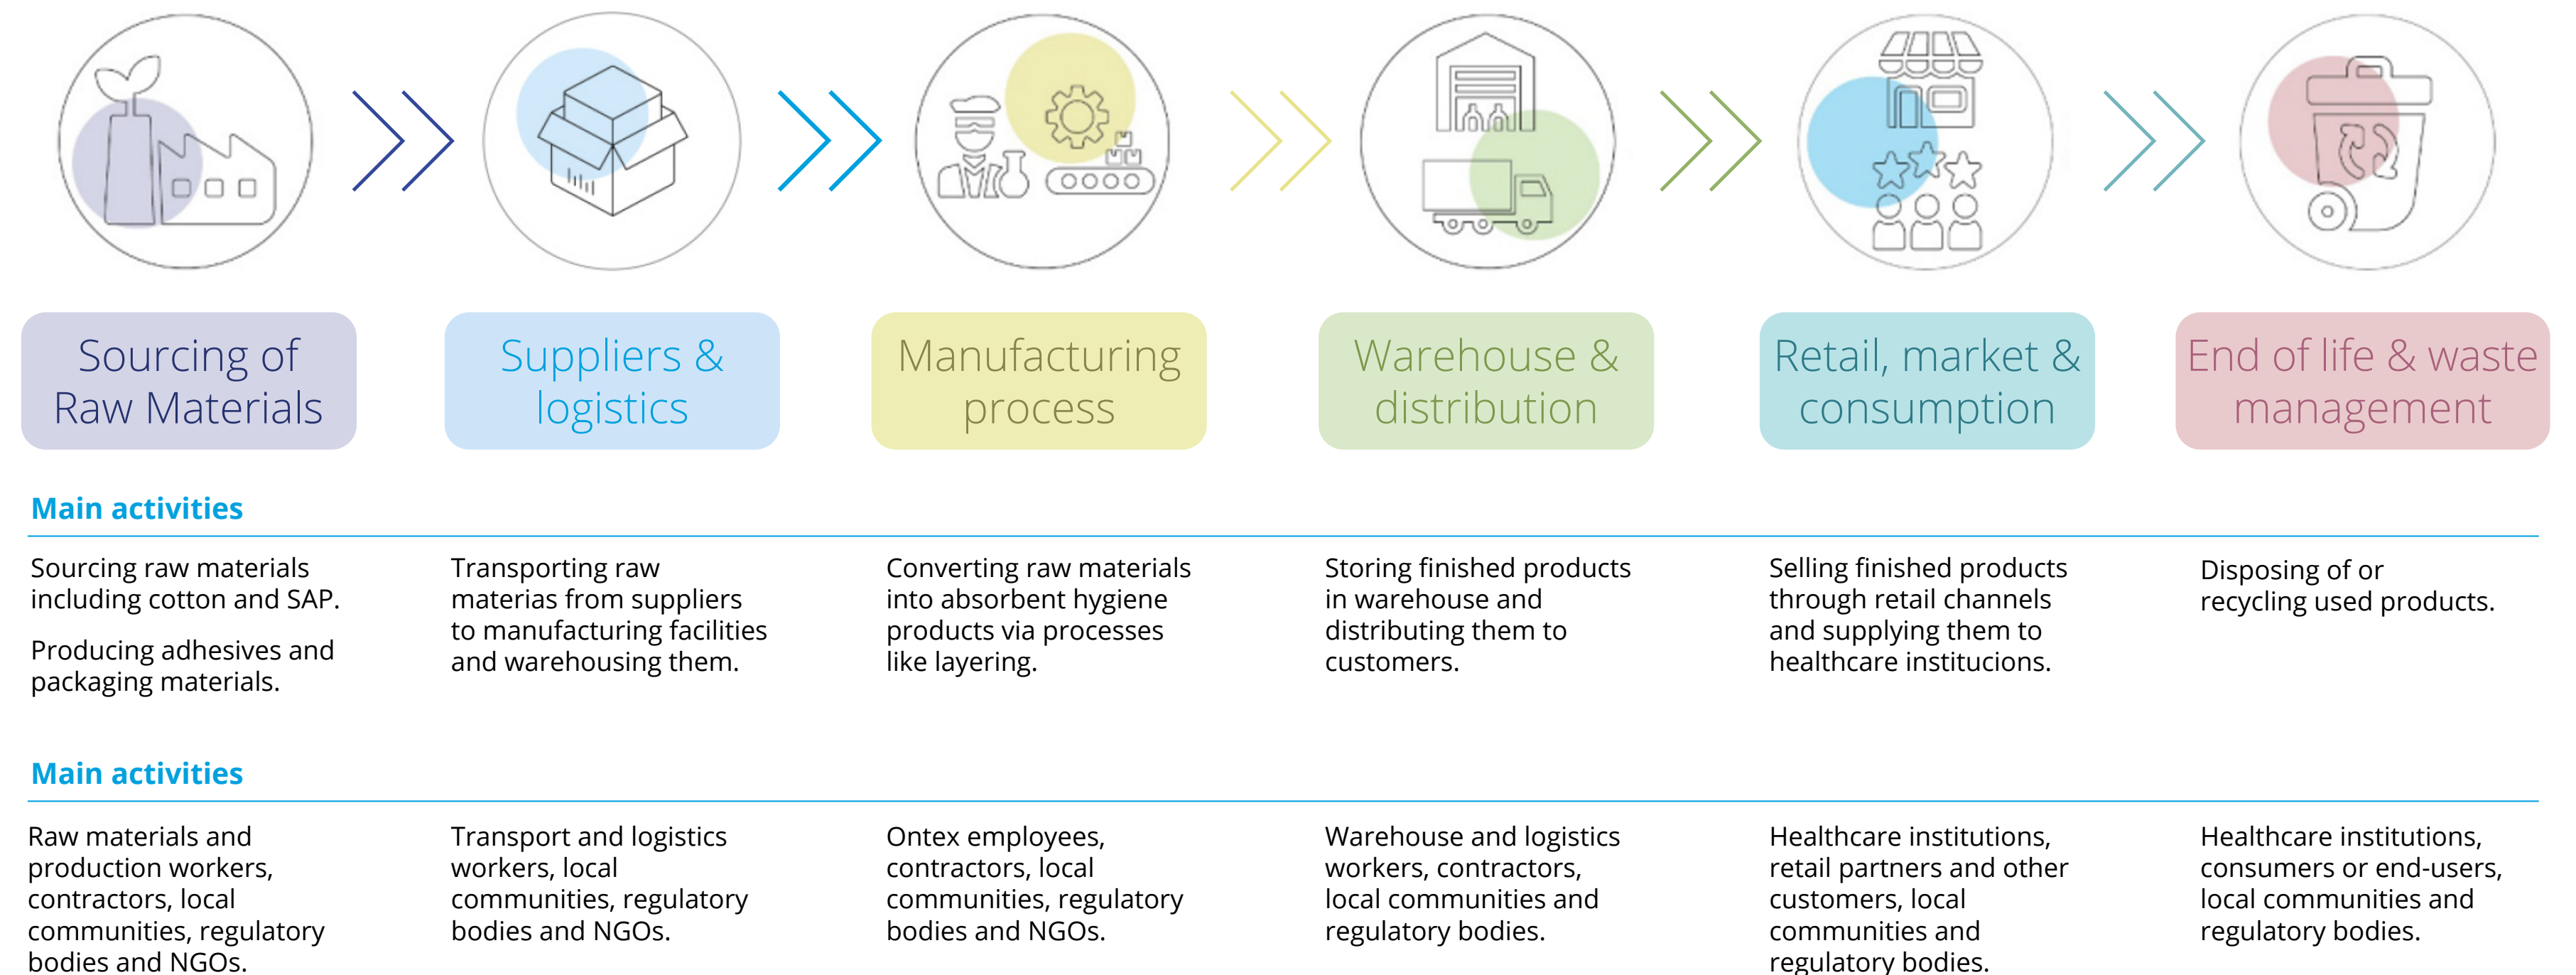 Sourcing of
Raw Materials
Suppliers &
logistics
Manufacturing
process
Warehouse &
distribution
Retail, market &
consumption
End of life & waste
management
Main activities
Sourcing raw materials
including cotton and SAP.
Producing adhesives and
packaging materials.
Transporting raw
materias from suppliers
to manufacturing facilities
and warehousing them.
Converting raw materials
into absorbent hygiene
products via processes
like layering.
Storing finished products
in warehouse and
distributing them to
customers.
Selling finished products
through retail channels
and supplying them to
healthcare institucions.
Disposing of or
recycling used products.
Main activities
Raw materials and
production workers,
contractors, local
communities, regulatory
bodies and NGOs.
Transport and logistics
workers, local
communities, regulatory
bodies and NGOs.
Ontex employees,
contractors, local
communities, regulatory
bodies and NGOs.
Warehouse and logistics
workers, contractors,
local communities and
regulatory bodies.
Healthcare institutions,
retail partners and other
customers, local
communities and
regulatory bodies.
Healthcare institutions,
consumers or end-users,
local communities and
regulatory bodies.